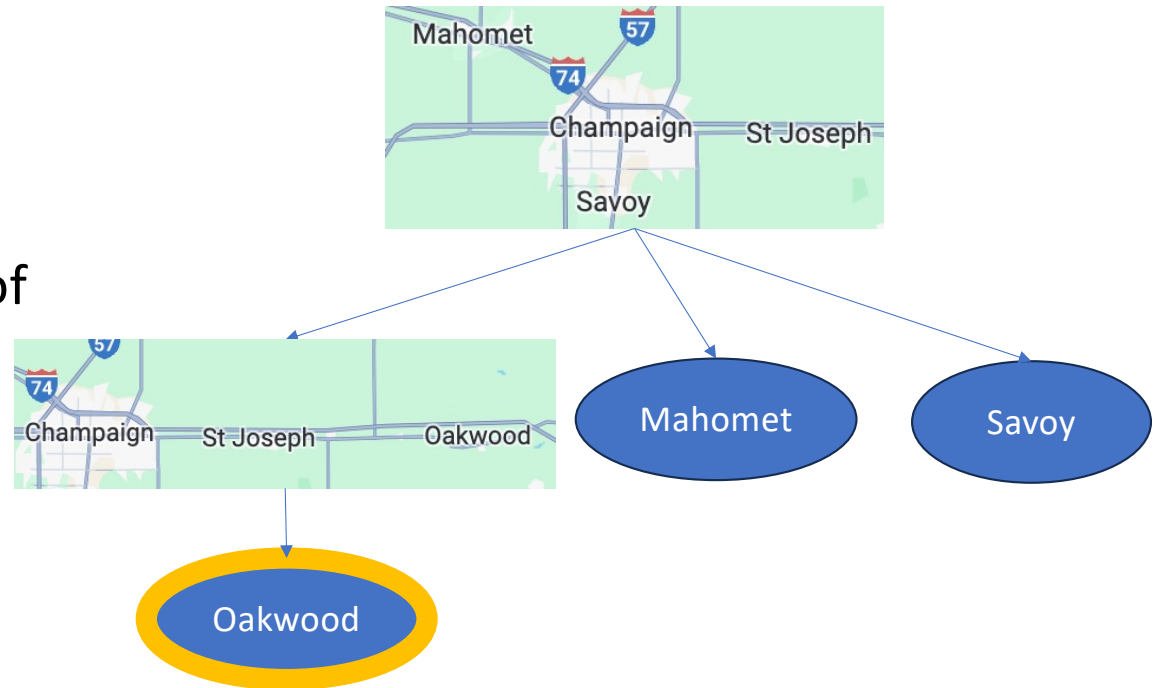 Mahomet
57
74
Champaign
St Joseph
Savoy
of
57
74
Champaign
St Joseph
Oakwood
Mahomet
Savoy
Oakwood